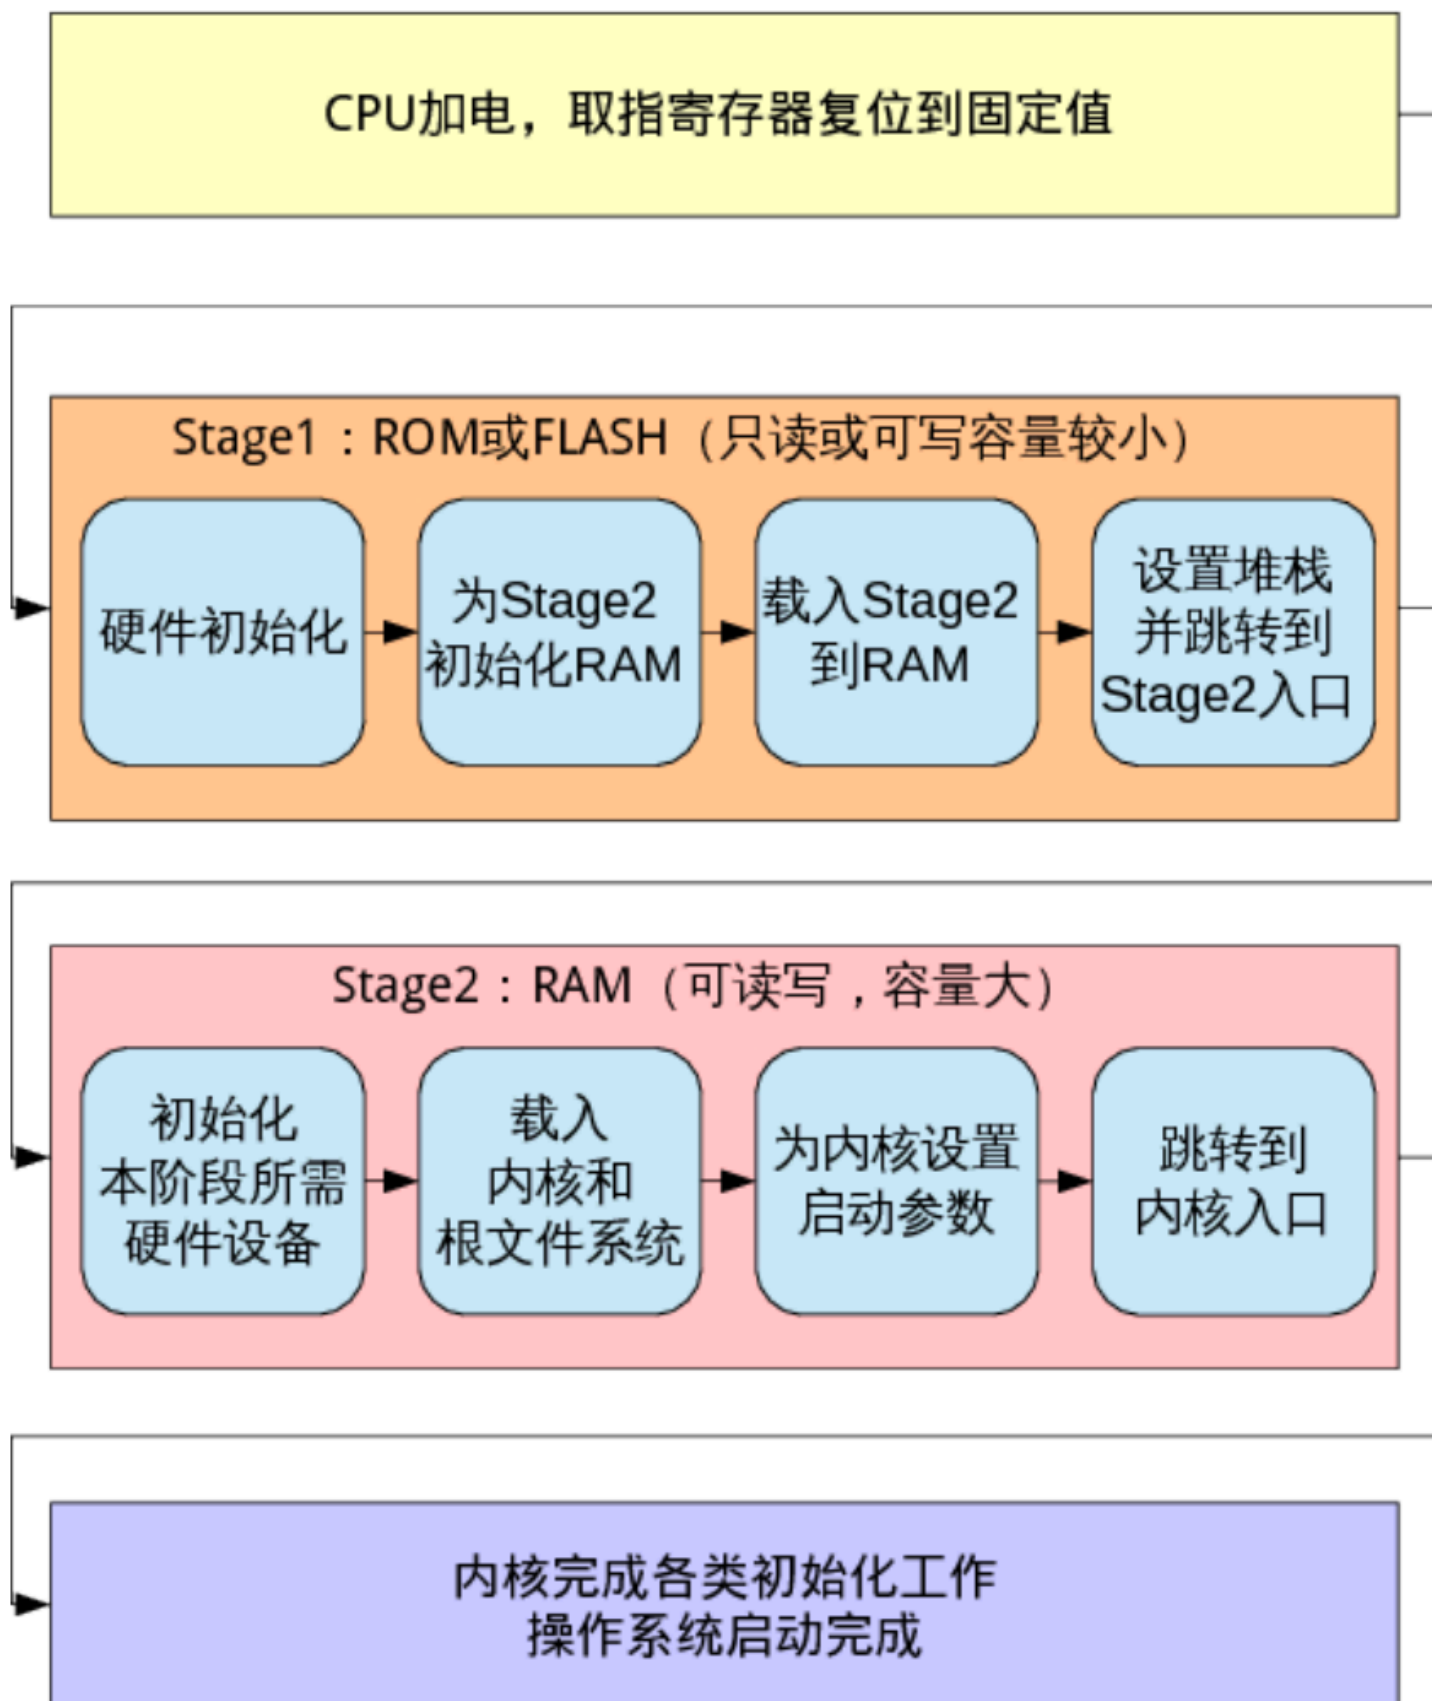 CPU加电，取指寄存器复位到固定值
Stage1：ROM或FLASH（只读或可写容量较小）
硬件初始化
为Stage2
初始化RAM
载入Stage2
到RAM
设置堆栈
并跳转到
Stage2入口
Stage2：RAM（可读写，容量大）
初始化
本阶段所需
硬件设备
载入
内核和
根文件系统
为内核设置
启动参数
跳转到
内核入口
内核完成各类初始化工作
操作系统启动完成